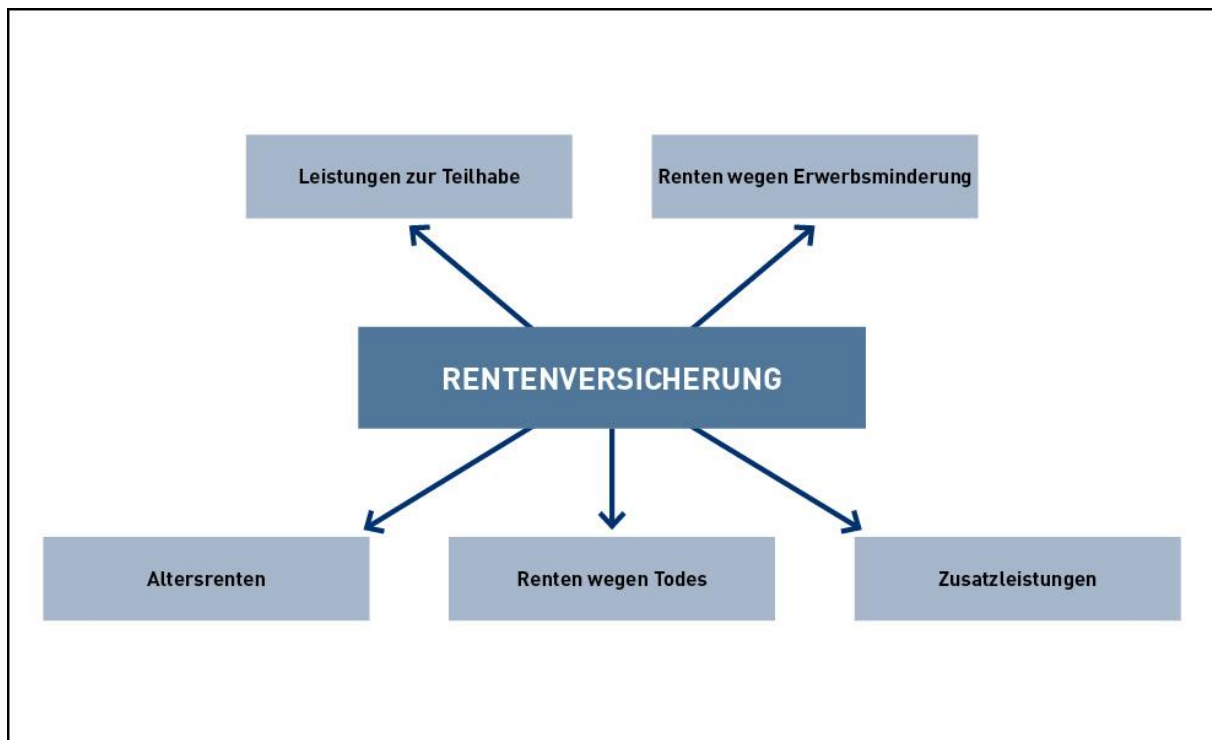 Leistungen zur Teilhabe
Renten wegen Erwerbsminderung
RENTENVERSICHERUNG
Altersrenten
Renten wegen Todes
Zusatzleistungen